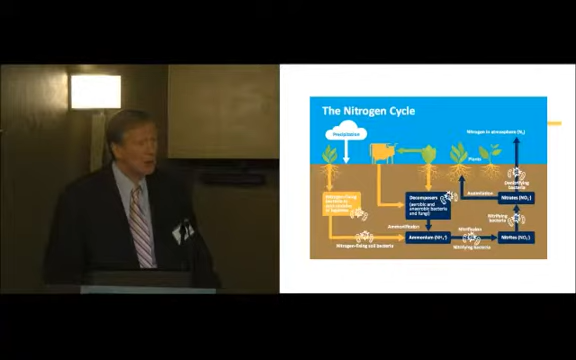 The Nitrogen Cycle
Precipitation
Nitrogen in atmosphere (N₂)
Plants
Assimilation
Denitrifying
bacteria
Decomposers
(aerobic and
anaerobic bacteria
and fungi)
Nitrates (NO₃⁻)
Nitrifying
bacteria
Ammonification
Nitrification
Nitrogen-fixing soil bacteria
Ammonium (NH₄⁺)
Nitrifying
bacteria
Nitrites (NO₂⁻)